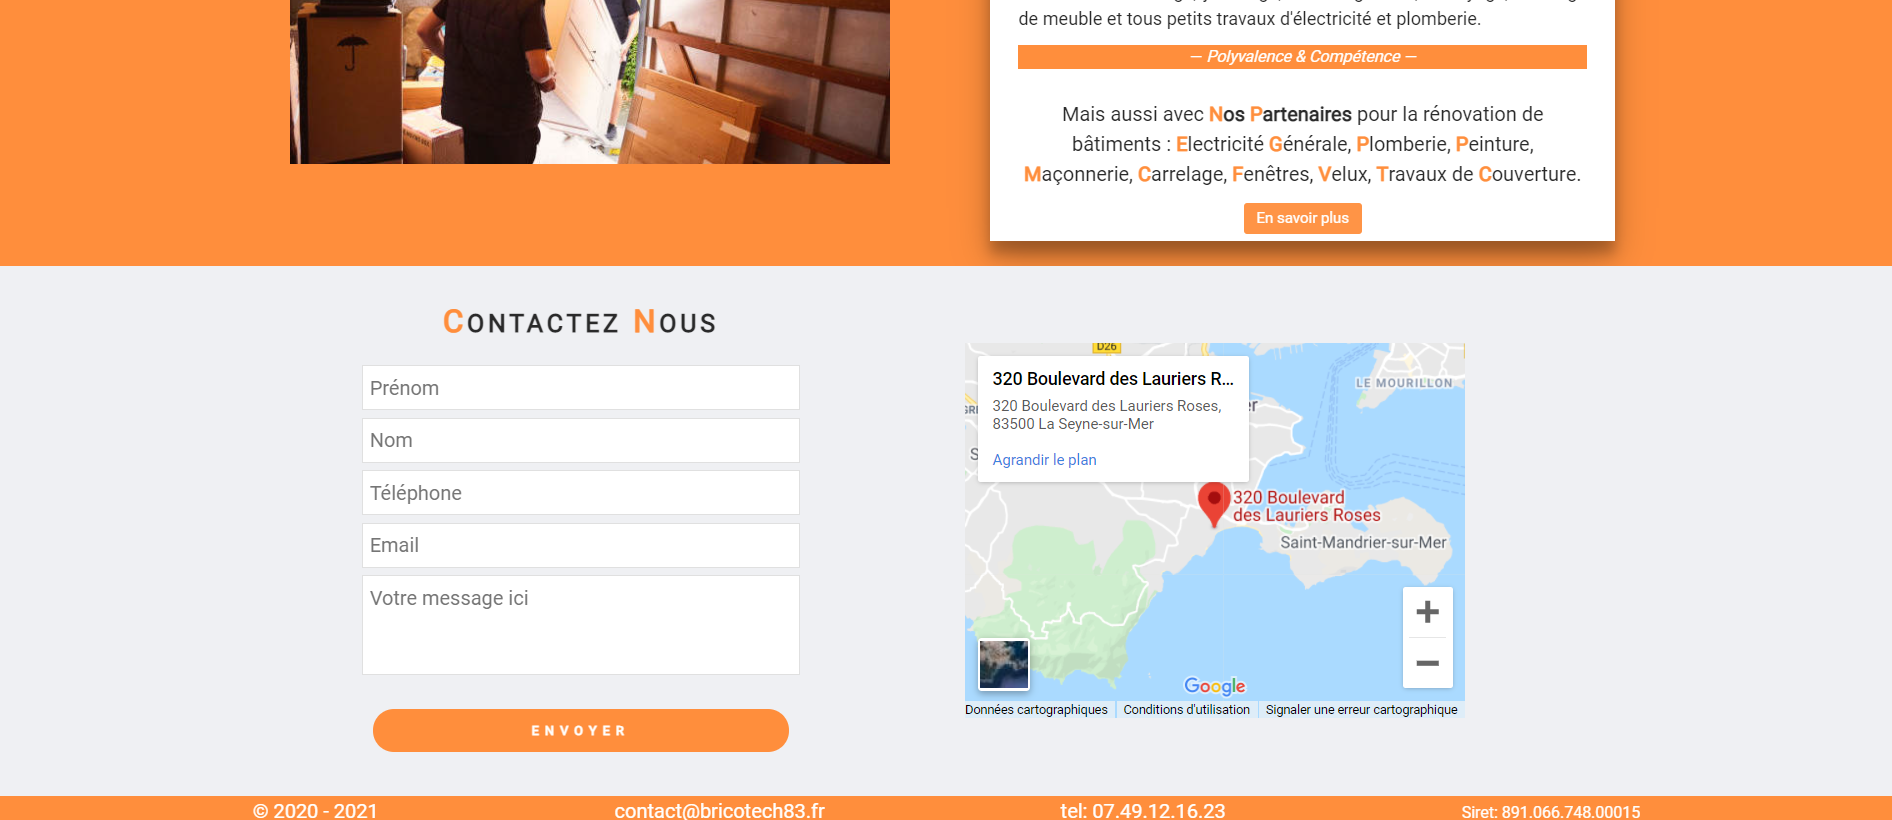 de meuble et tous petits travaux d'électricité et plomberie.
— Polyvalence & Compétence —
Mais aussi avec Nos Partenaires pour la rénovation de
bâtiments : Electricité Générale, Plomberie, Peinture,
Maçonnerie, Carrelage, Fenêtres, Velux, Travaux de Couverture.
En savoir plus
CONTACTEZ NOUS
Prénom
Nom
Téléphone
Email
Votre message ici
ENVOYER
D26
320 Boulevard des Lauriers R...
320 Boulevard des Lauriers Roses,
83500 La Seyne-sur-Mer
Agrandir le plan
LE MOURILLON
320 Boulevard
des Lauriers Roses
Saint-Mandrier-sur-Mer
Google
Données cartographiques
Conditions d'utilisation
Signaler une erreur cartographique
© 2020 - 2021
contact@bricotech83.fr
tel: 07.49.12.16.23
Siret: 891.066.748.00015